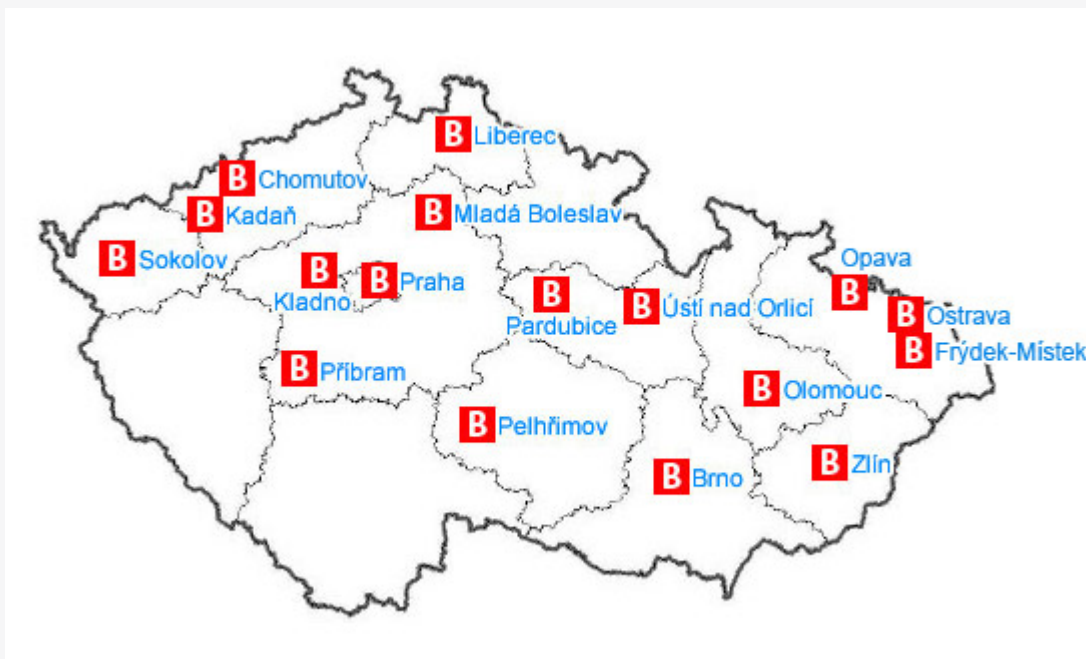 B Liberec
B Chomutov
B Kadaň
B Mladá Boleslav
B Sokolov
B
Kladno
B Praha
B
Pardubice
B Ústí nad Orlicí
Opava
B
B Ostrava
B Frýdek-Místek
B Příbram
B Olomouc
B Pelhřimov
B Brno
B Zlín